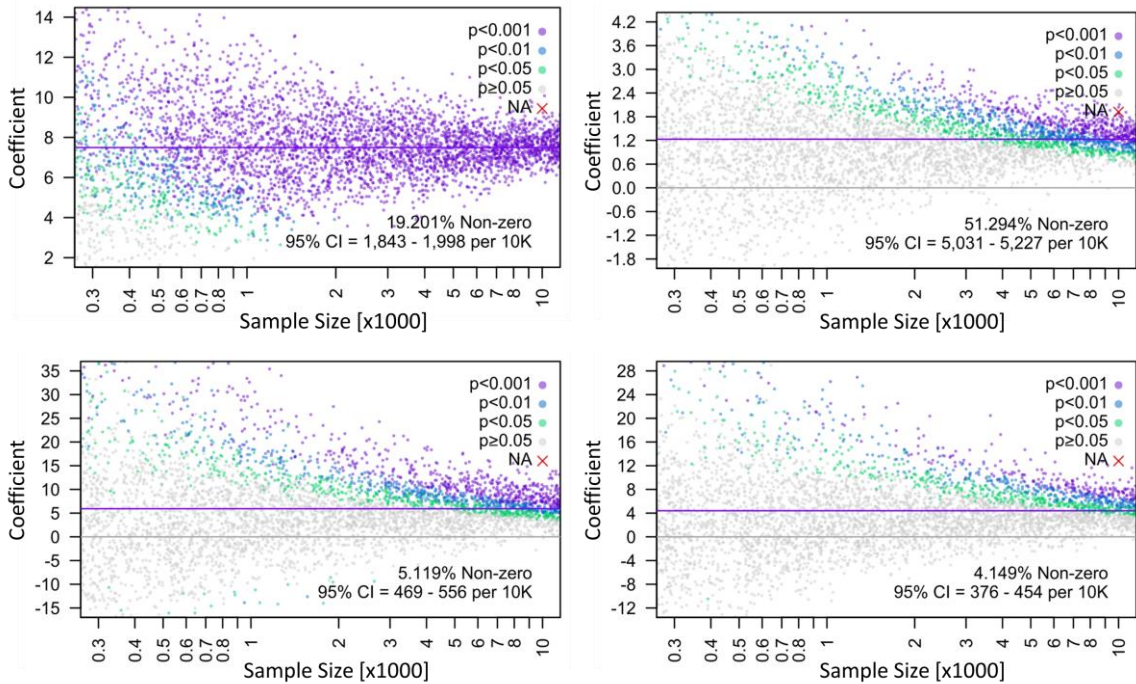 14
12
10
8
6
4
2
Coefficient
p<0.001
p<0.01
p<0.05
p≥0.05
NA
19.201% Non-zero
95% CI = 1,843 - 1,998 per 10K
0.3 0.4 0.5 0.6 0.7 0.8 1 2 3 4 5 6 7 8 10
Sample Size [x1000]
4.2
3.6
3.0
2.4
1.8
1.2
0.6
0.0
-0.6
-1.2
-1.8
Coefficient
p<0.001
p<0.01
p<0.05
p≥0.05
NA
51.294% Non-zero
95% CI = 5,031 - 5,227 per 10K
0.3 0.4 0.5 0.6 0.7 0.8 1 2 3 4 5 6 7 8 10
Sample Size [x1000]
35
30
25
20
15
10
5
0
-5
-10
-15
Coefficient
p<0.001
p<0.01
p<0.05
p≥0.05
NA
5.119% Non-zero
95% CI = 469 - 556 per 10K
0.3 0.4 0.5 0.6 0.7 0.8 1 2 3 4 5 6 7 8 10
Sample Size [x1000]
28
24
20
16
12
8
4
0
-4
-8
-12
Coefficient
p<0.001
p<0.01
p<0.05
p≥0.05
NA
4.149% Non-zero
95% CI = 376 - 454 per 10K
0.3 0.4 0.5 0.6 0.7 0.8 1 2 3 4 5 6 7 8 10
Sample Size [x1000]